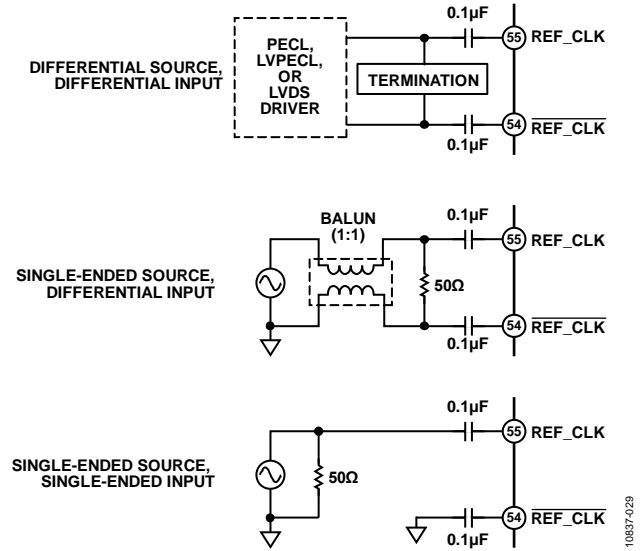 0.1µF
55 REF_CLK
PECL,
LVPECL,
OR
LVDS
DRIVER
DIFFERENTIAL SOURCE,
DIFFERENTIAL INPUT
TERMINATION
54 REF_CLK
0.1µF
BALUN
(1:1)
0.1µF
55 REF_CLK
SINGLE-ENDED SOURCE,
DIFFERENTIAL INPUT
50Ω
54 REF_CLK
0.1µF
0.1µF
55 REF_CLK
SINGLE-ENDED SOURCE,
SINGLE-ENDED INPUT
50Ω
54 REF_CLK
0.1µF
10837-029